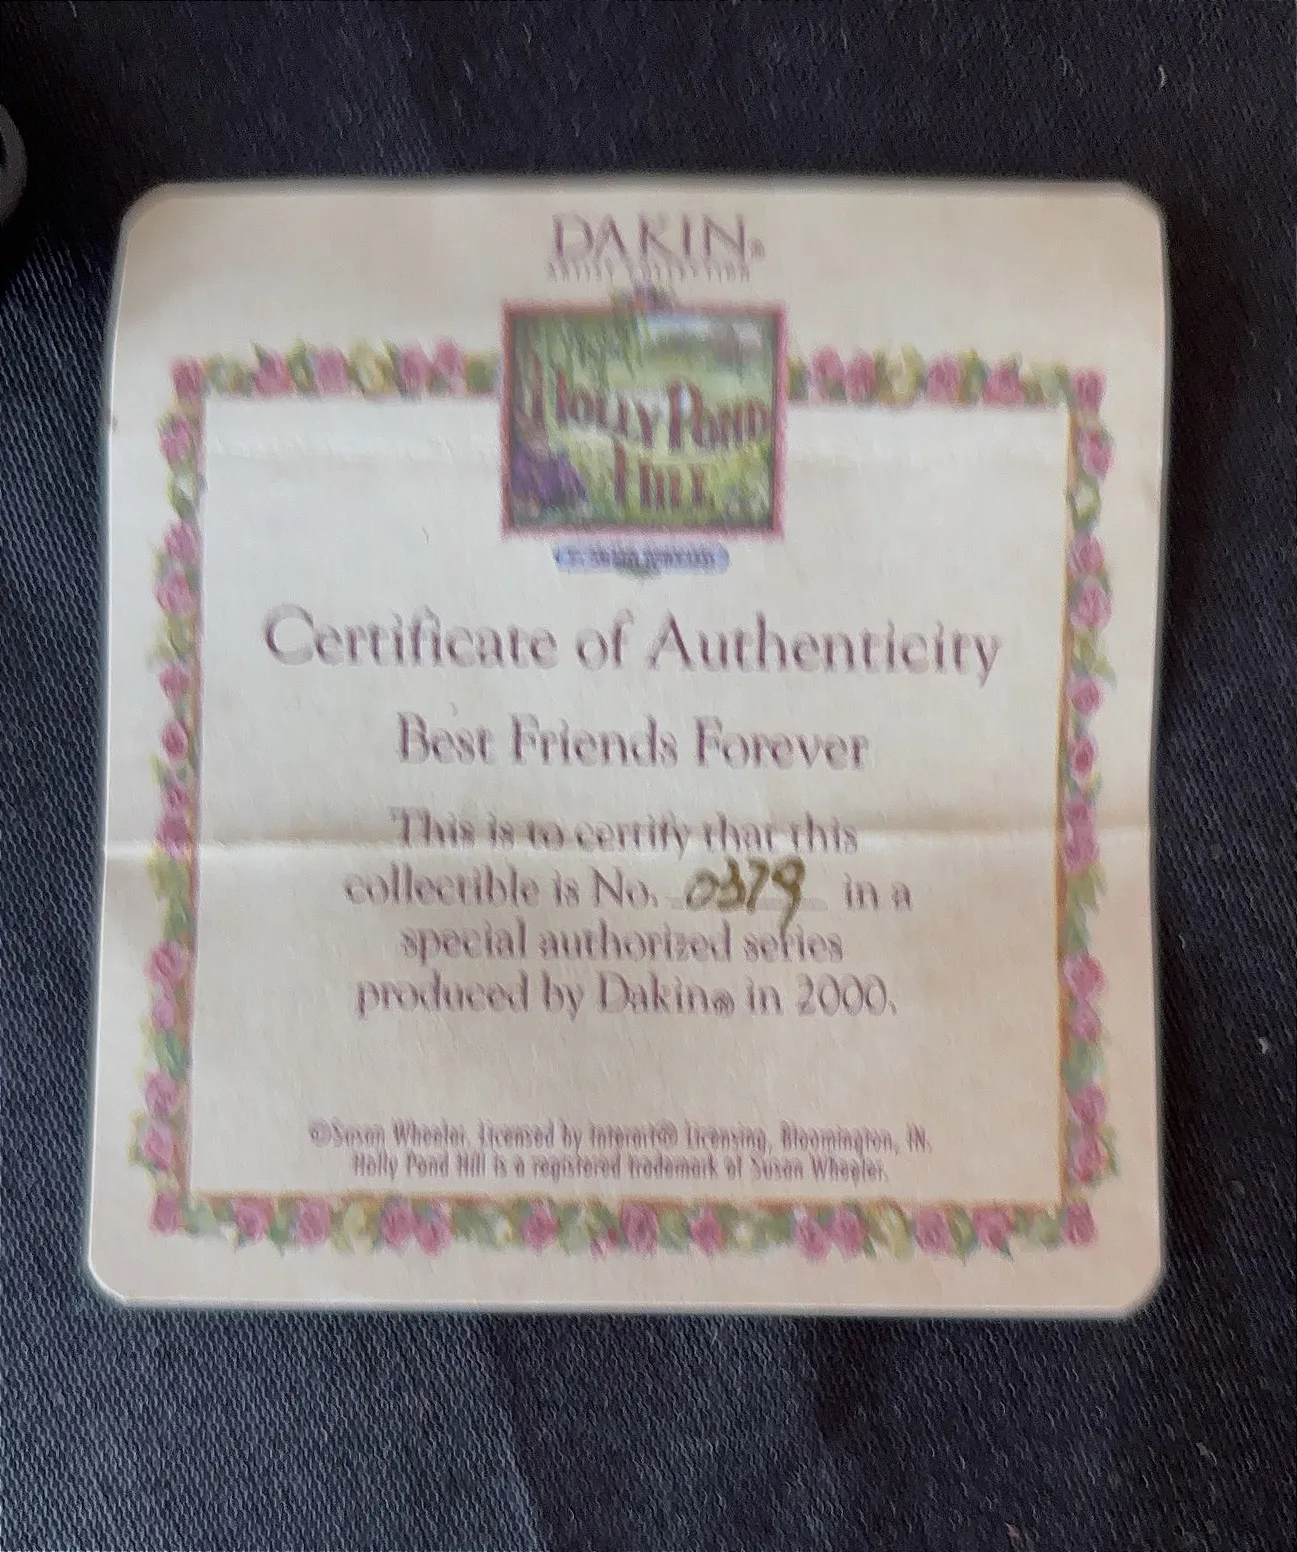 DAKIN®
ARTIST COLLECTION
HOLLY POND
HILL
Certificate of Authenticity
Best Friends Forever
This is to certify that this
collectible is No. 0379 in a
special authorized series
produced by Dakin® in 2000.
©Susan Wheeler, Licensed by InterArt® Licensing, Bloomington, IN.
Holly Pond Hill is a registered trademark of Susan Wheeler.